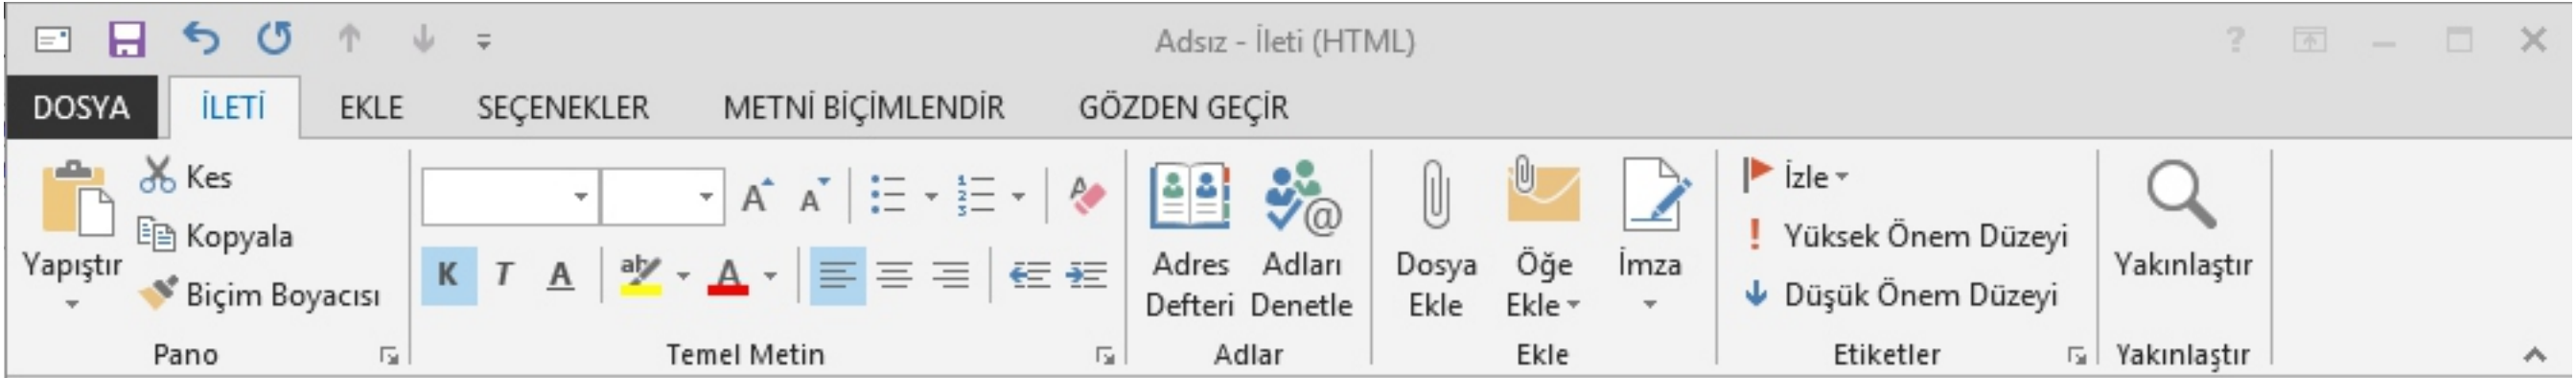 Adsız - İleti (HTML)
DOSYA İLETİ EKLE SEÇENEKLER METNİ BİÇİMLENDİR GÖZDEN GEÇİR
Yapıştır
Kes
Kopyala
Biçim Boyacısı
Pano
K T A ab A
Temel Metin
Adres
Defteri
Adları
Denetle
Adlar
Dosya
Ekle
Öğe
Ekle
İmza
Ekle
İzle
Yüksek Önem Düzeyi
Düşük Önem Düzeyi
Etiketler
Yakınlaştır
Yakınlaştır